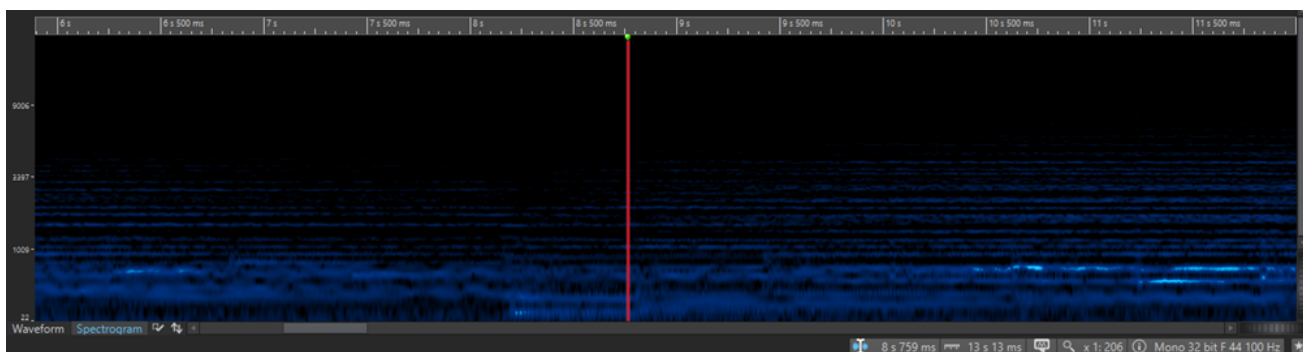 6 s 6 s 500 ms 7 s 7 s 500 ms 8 s 8 s 500 ms 9 s 9 s 500 ms 10 s 10 s 500 ms 11 s 11 s 500 ms
9006
2397
1009
22
Waveform Spectrogram
8 s 759 ms 13 s 13 ms x 1: 206 Mono 32 bit F 44 100 Hz